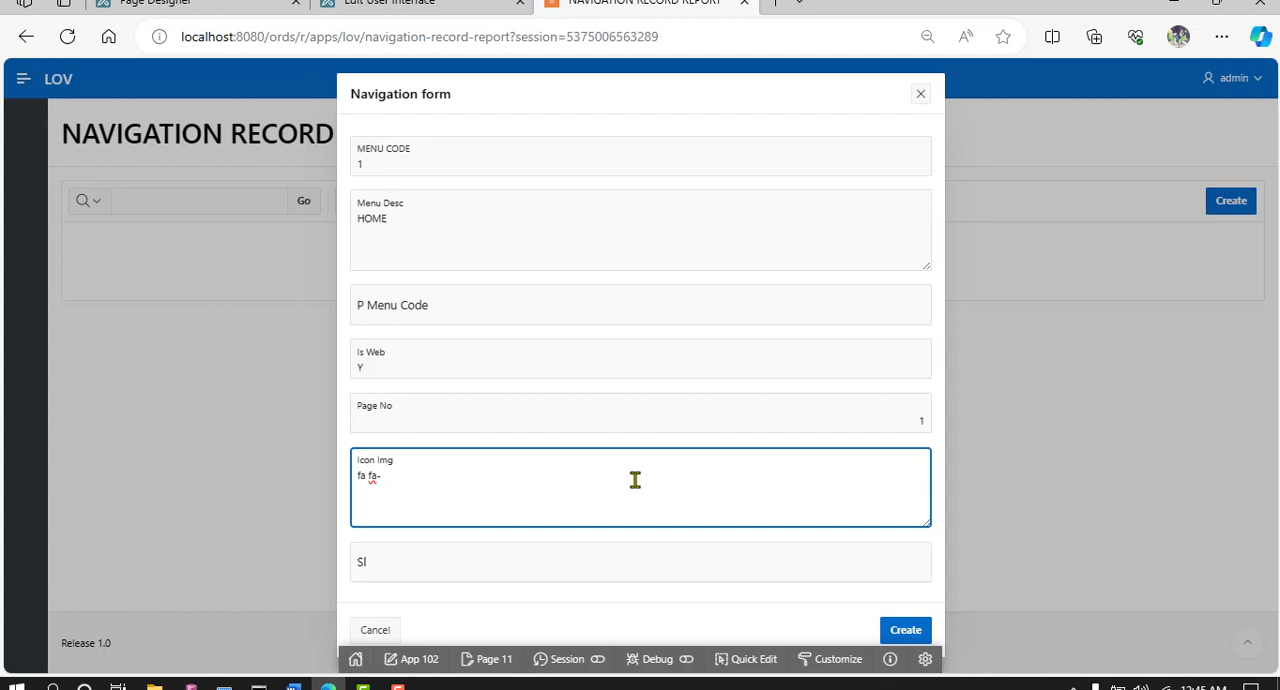 Page Designer
Edit User Interface
NAVIGATION RECORD REPORT
localhost:8080/ords/r/apps/lov/navigation-record-report?session=5375006563289
LOV
admin
NAVIGATION RECORD
Go
Create
Navigation form
MENU CODE
1
Menu Desc
HOME
P Menu Code
Is Web
Y
Page No
1
Icon Img
fa fa-
Sl
Cancel
Create
Release 1.0
App 102
Page 11
Session
Debug
Quick Edit
Customize
12:45 AM